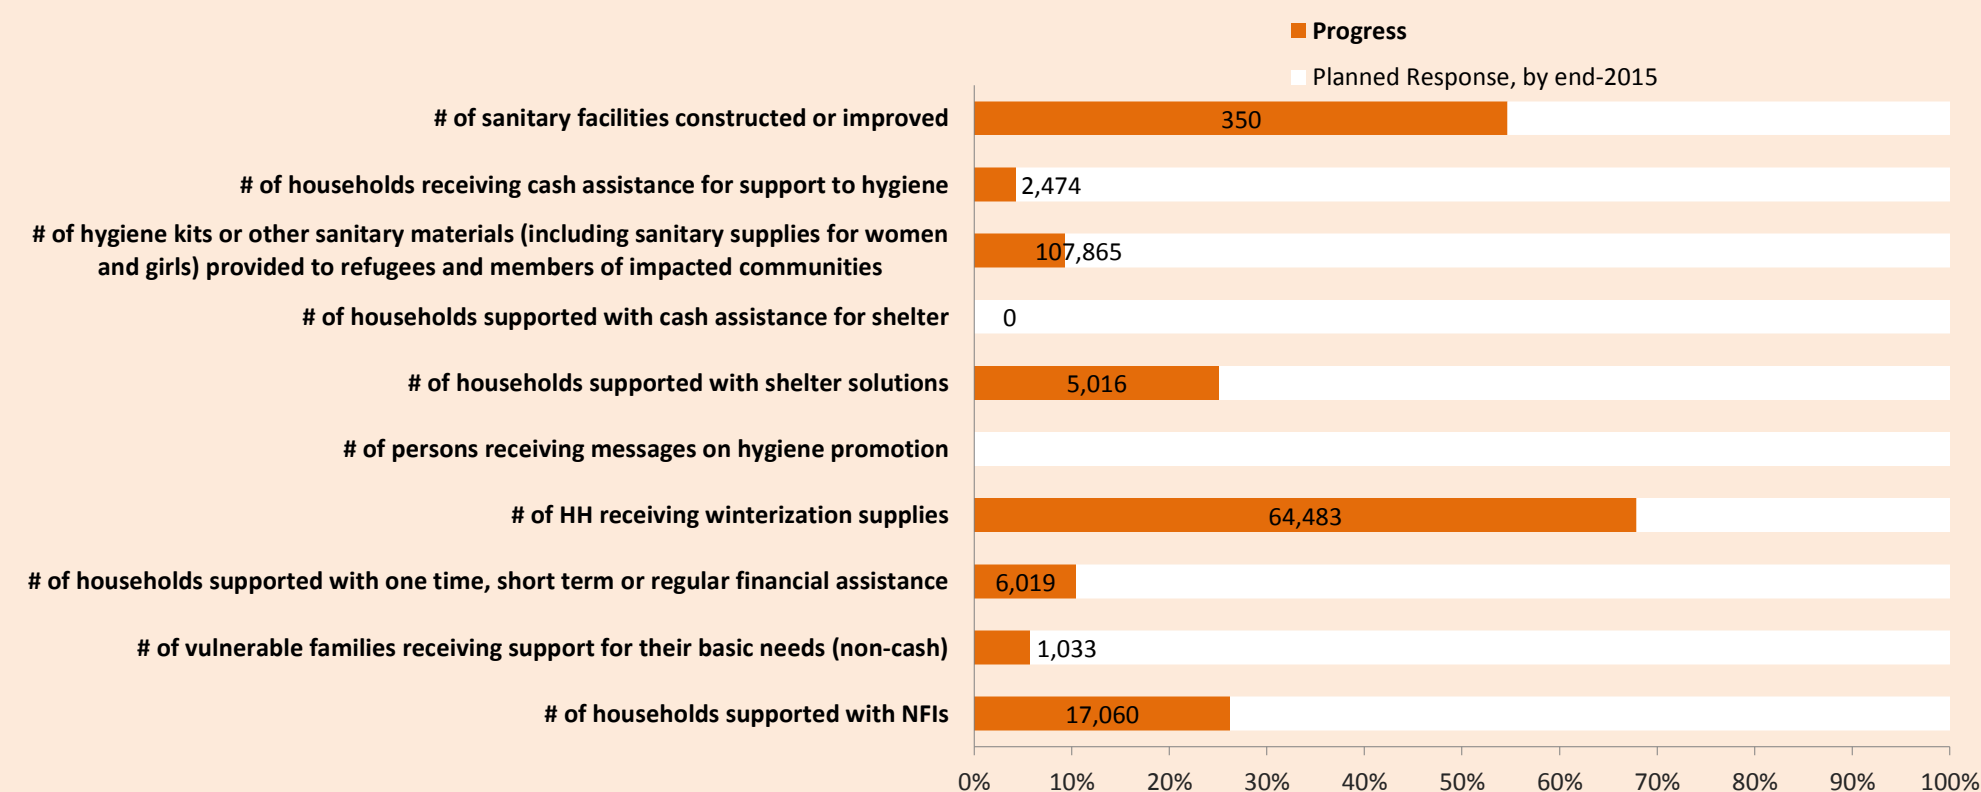 Progress
Planned Response, by end-2015
# of sanitary facilities constructed or improved
350
# of households receiving cash assistance for support to hygiene
2,474
# of hygiene kits or other sanitary materials (including sanitary supplies for women
and girls) provided to refugees and members of impacted communities
107,865
# of households supported with cash assistance for shelter
0
# of households supported with shelter solutions
5,016
# of persons receiving messages on hygiene promotion
# of HH receiving winterization supplies
64,483
# of households supported with one time, short term or regular financial assistance
6,019
# of vulnerable families receiving support for their basic needs (non-cash)
1,033
# of households supported with NFIs
17,060
0% 10% 20% 30% 40% 50% 60% 70% 80% 90% 100%